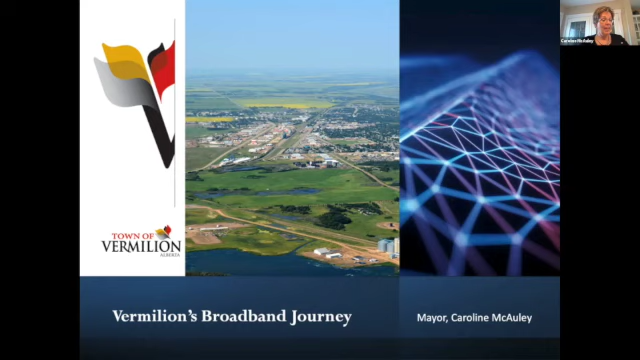 Caroline McAuley
TOWN OF
VERMILION
ALBERTA
Vermilion's Broadband Journey
Mayor, Caroline McAuley